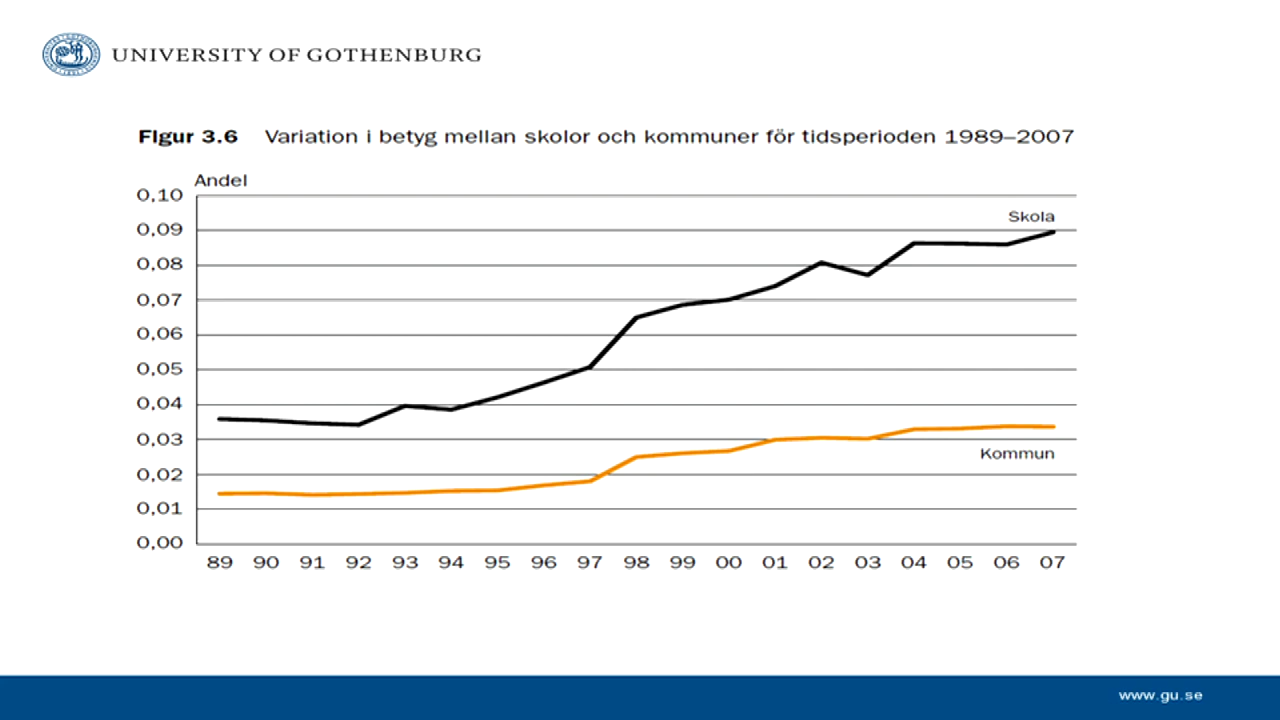 UNIVERSITY OF GOTHENBURG
Figur 3.6 Variation i betyg mellan skolor och kommuner för tidsperioden 1989–2007
Andel
0,10
Skola
0,09
0,08
0,07
0,06
0,05
0,04
0,03
Kommun
0,02
0,01
0,00
89 90 91 92 93 94 95 96 97 98 99 00 01 02 03 04 05 06 07
www.gu.se